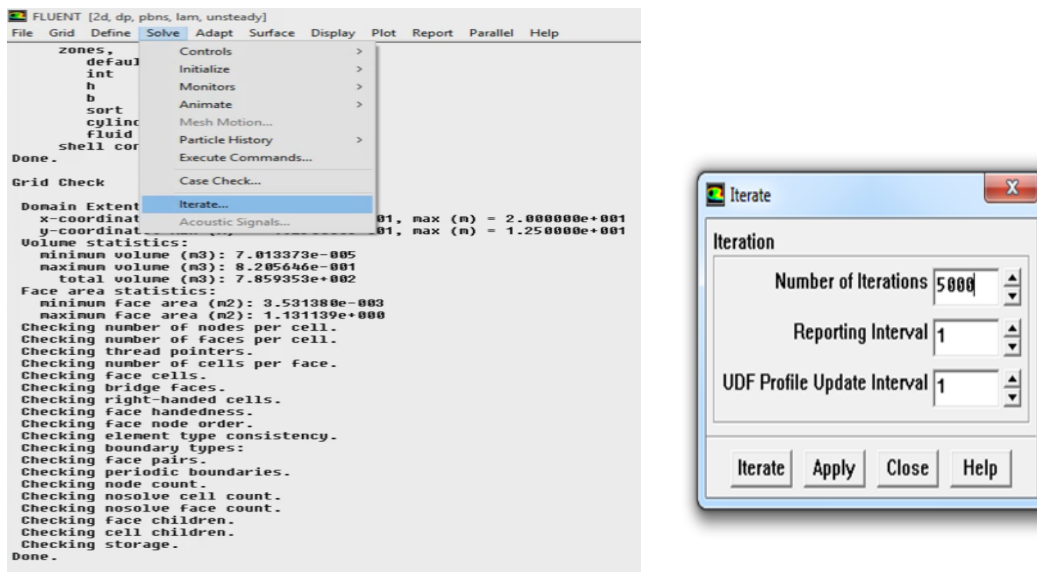 FLUENT [2d, dp, pbns, lam, unsteady]
File Grid Define Solve Adapt Surface Display Plot Report Parallel Help
zones,
defaul
int
h
b
sort
cylind
fluid
shell cor
Done.
Controls >
Initialize >
Monitors >
Animate >
Mesh Motion...
Particle History >
Execute Commands...
Case Check...
Iterate...
Acoustic Signals...
Grid Check
Domain Extent
x-coordinat 01, max (m) = 2.000000e+001
y-coordinat 01, max (m) = 1.250000e+001
Volume statistics:
minimum volume (m3): 7.013373e-005
maximum volume (m3): 8.205646e-001
total volume (m3): 7.859353e+002
Face area statistics:
minimum face area (m2): 3.531380e-003
maximum face area (m2): 1.131139e+000
Checking number of nodes per cell.
Checking number of faces per cell.
Checking thread pointers.
Checking number of cells per face.
Checking face cells.
Checking bridge faces.
Checking right-handed cells.
Checking face handedness.
Checking face node order.
Checking element type consistency.
Checking boundary types:
Checking face pairs.
Checking periodic boundaries.
Checking node count.
Checking nosolve cell count.
Checking nosolve face count.
Checking face children.
Checking cell children.
Checking storage.
Done.
Iterate X
Iteration
Number of Iterations 5000
Reporting Interval 1
UDF Profile Update Interval 1
Iterate Apply Close Help